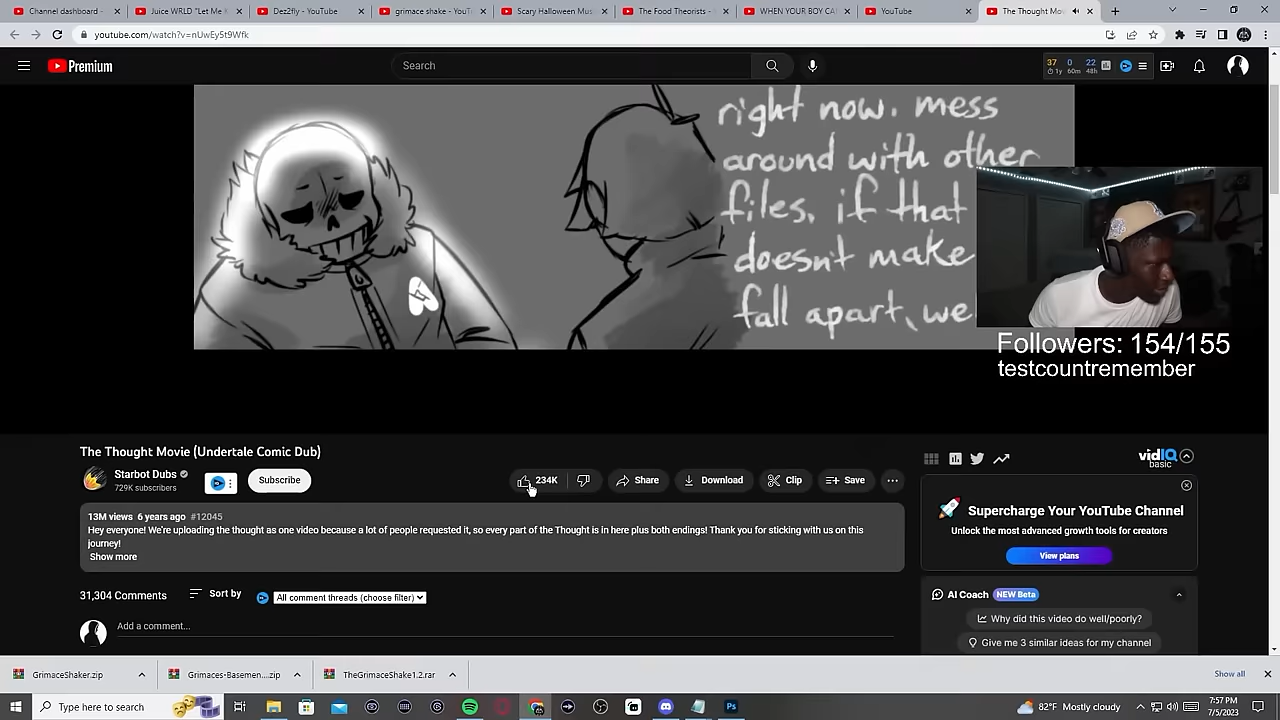 Channel dashboard -
Juice WRLD "Let Me K
Dez2fly - YouTube
grimace shake - YouT
Scary Halloween Mus
The Food Theorists -
WHEN YOUR BOY CA
YouTube
The Thought Mov
youtube.com/watch?v=nUwEy5t9Wfk
Premium
Search
37 0 22
1y 60m 48h
right now. mess
around with other
files. if that
doesn't make
fall apart, we
Followers: 154/155
testcountremember
The Thought Movie (Undertale Comic Dub)
Starbot Dubs
729K subscribers
Subscribe
234K
Share
Download
Clip
Save
vidIQ
basic
13M views 6 years ago #12045
Hey everyone! We're uploading the thought as one video because a lot of people requested it, so every part of the Thought is in here plus both endings! Thank you for sticking with us on this
journey!
Show more
Supercharge Your YouTube Channel
Unlock the most advanced growth tools for creators
View plans
31,304 Comments
Sort by
All comment threads (choose filter)
AI Coach NEW Beta
Why did this video do well/poorly?
Add a comment...
Give me 3 similar ideas for my channel
GrimaceShaker.zip
Grimaces-Basemen....zip
TheGrimaceShake1.2.rar
Show all
Type here to search
82°F Mostly cloudy
7:57 PM
7/5/2023